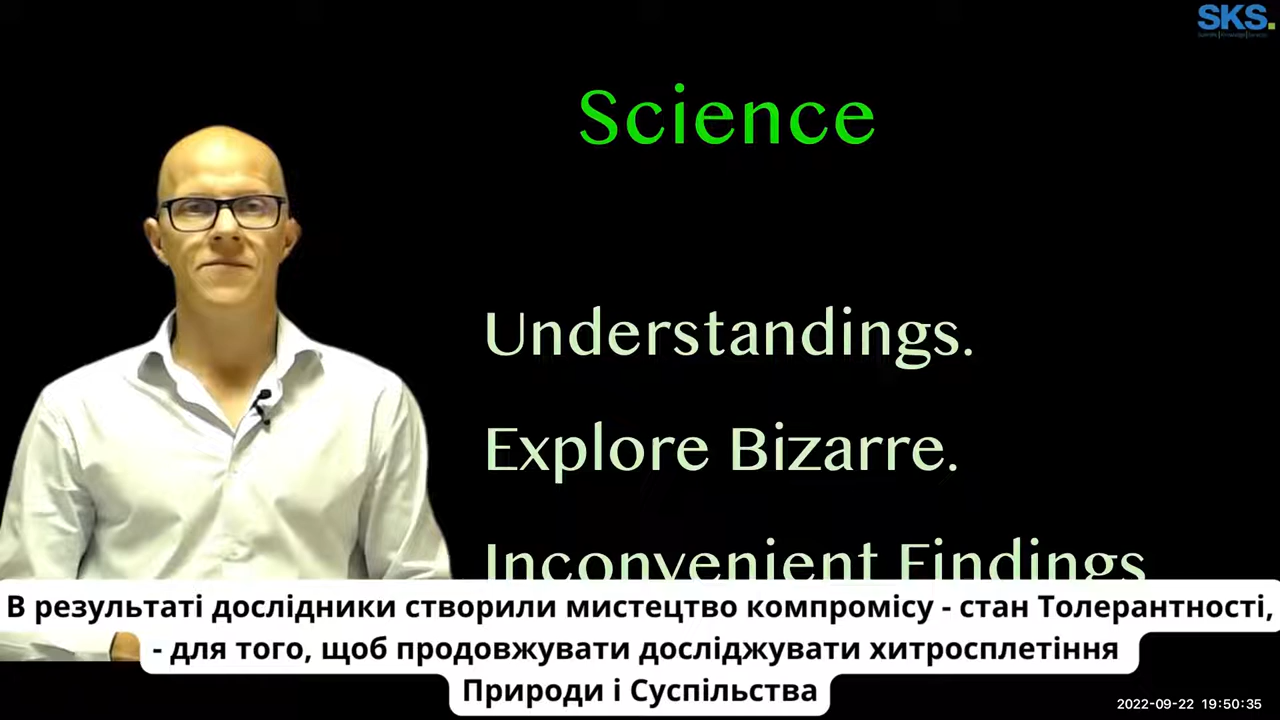 SKS.
Science
Understandings.
Explore Bizarre.
Inconvenient Findings
В результаті дослідники створили мистецтво компромісу - стан Толерантності,
- для того, щоб продовжувати досліджувати хитросплетіння
Природи і Суспільства
2022-09-22 19:50:35